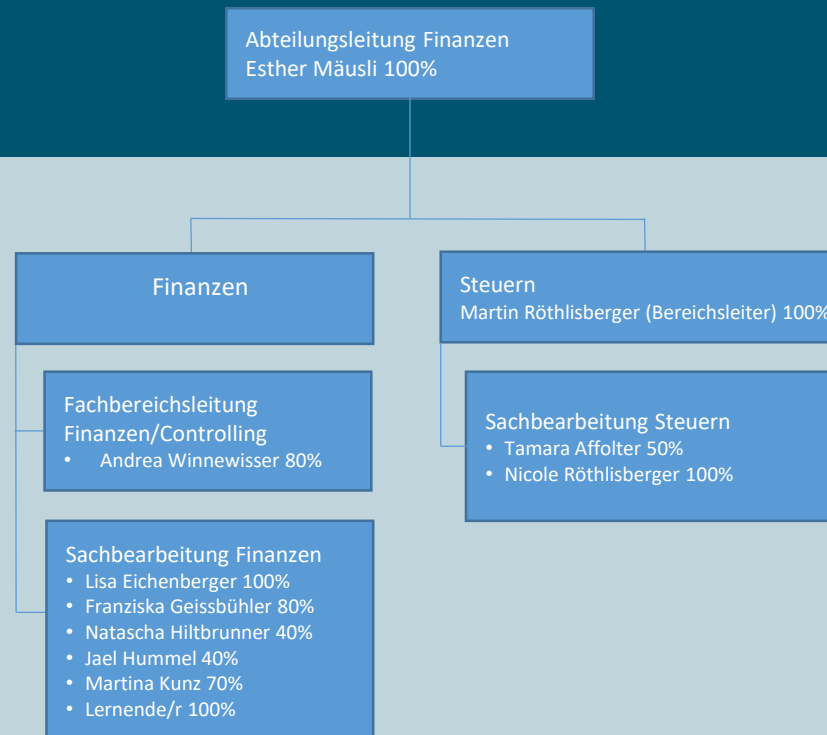 Abteilungsleitung Finanzen
Esther Mäusli 100%
Finanzen
Fachbereichsleitung
Finanzen/Controlling
• Andrea Winnewisser 80%
Sachbearbeitung Finanzen
• Lisa Eichenberger 100%
• Franziska Geissbühler 80%
• Natascha Hiltbrunner 40%
• Jael Hummel 40%
• Martina Kunz 70%
• Lernende/r 100%
Steuern
Martin Röthlisberger (Bereichsleiter) 100%
Sachbearbeitung Steuern
• Tamara Affolter 50%
• Nicole Röthlisberger 100%